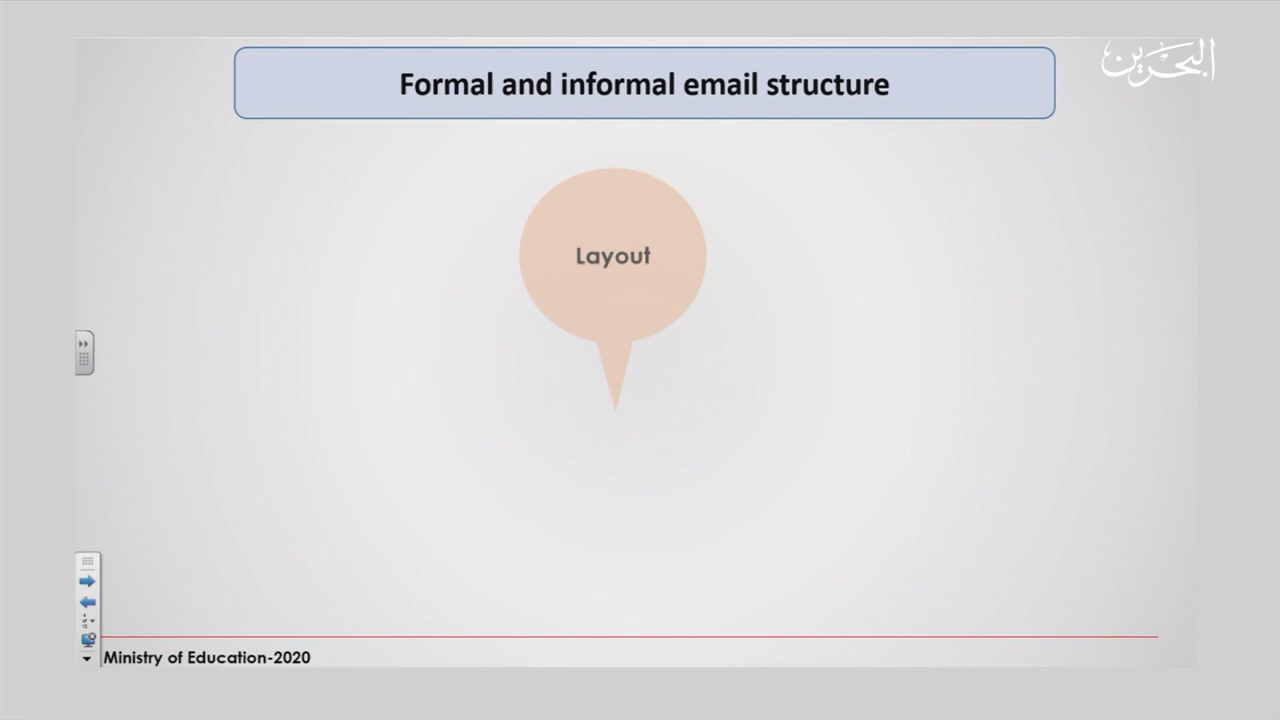 Formal and informal email structure
البحرين
Layout
Ministry of Education-2020